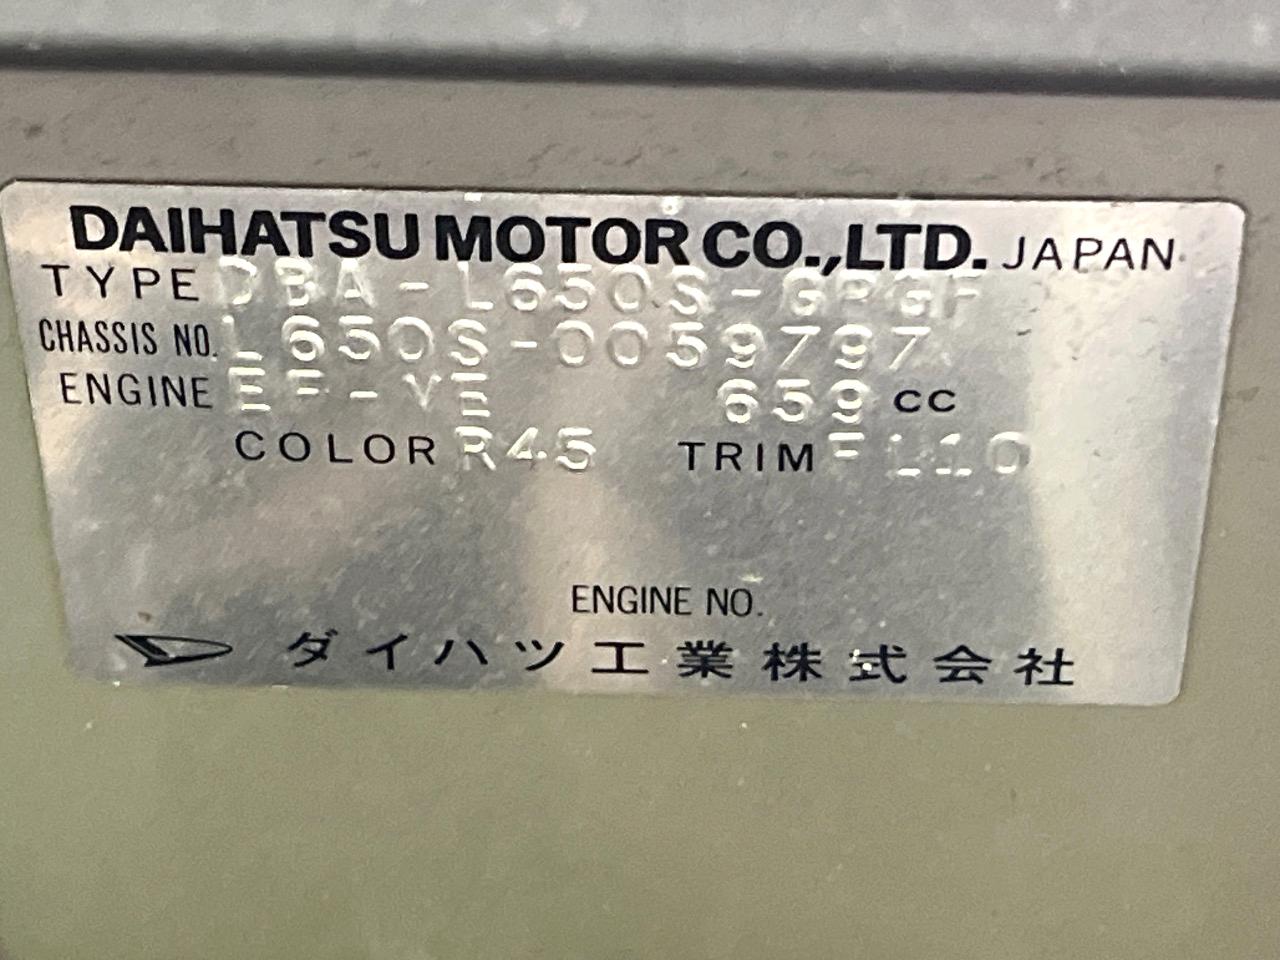 DAIHATSU MOTOR CO.,LTD. JAPAN
TYPE DBA-L650S-GPGF
CHASSIS NO. L650S-0059797
ENGINE EF-VE 659 CC
COLOR R45 TRIM FL10
ENGINE NO.
ダイハツ工業株式会社